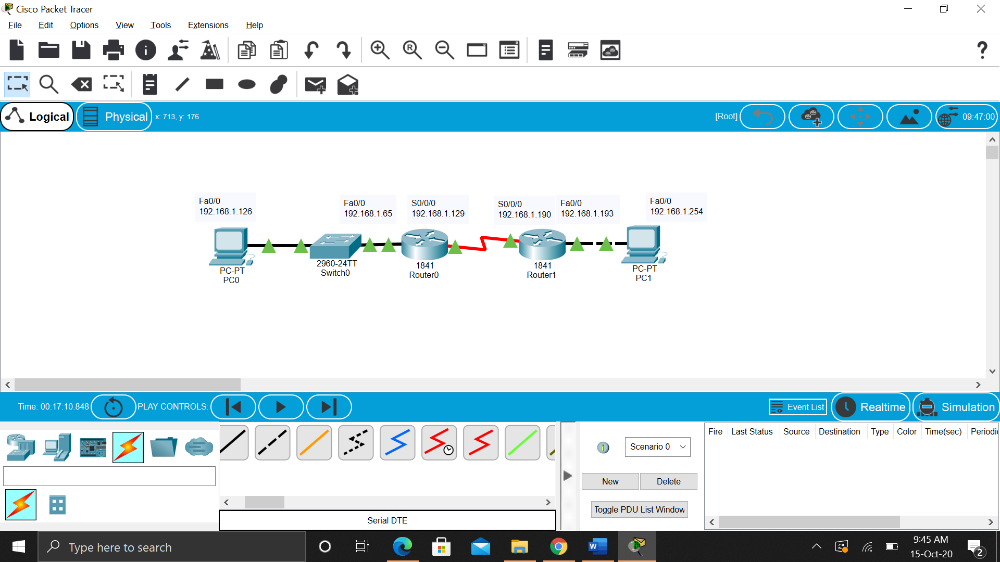 Cisco Packet Tracer
File Edit Options View Tools Extensions Help
Logical Physical x: 713, y: 176 [Root] 09:47:00
Fa0/0
192.168.1.126
Fa0/0
192.168.1.65
S0/0/0
192.168.1.129
S0/0/0
192.168.1.190
Fa0/0
192.168.1.193
Fa0/0
192.168.1.254
PC-PT
PC0
2960-24TT
Switch0
1841
Router0
1841
Router1
PC-PT
PC1
Time: 00:17:10.848 PLAY CONTROLS: Event List Realtime Simulation
Scenario 0
New Delete
Toggle PDU List Window
Fire Last Status Source Destination Type Color Time(sec) Periodic
Serial DTE
Type here to search
9:45 AM
15-Oct-20
2